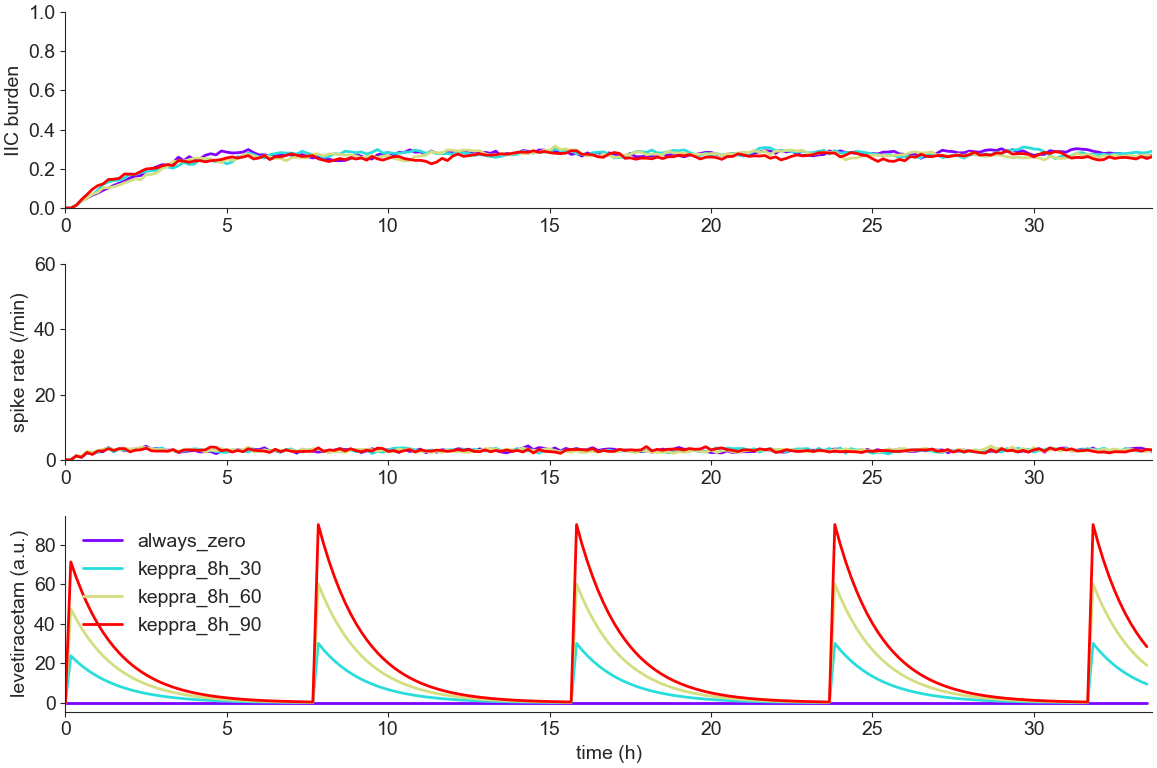 IIC burden
1.0
0.8
0.6
0.4
0.2
0.0
0 5 10 15 20 25 30
spike rate (/min)
60
40
20
0
0 5 10 15 20 25 30
levetiracetam (a.u.)
80
60
40
20
0
always_zero
keppra_8h_30
keppra_8h_60
keppra_8h_90
0 5 10 15 20 25 30
time (h)